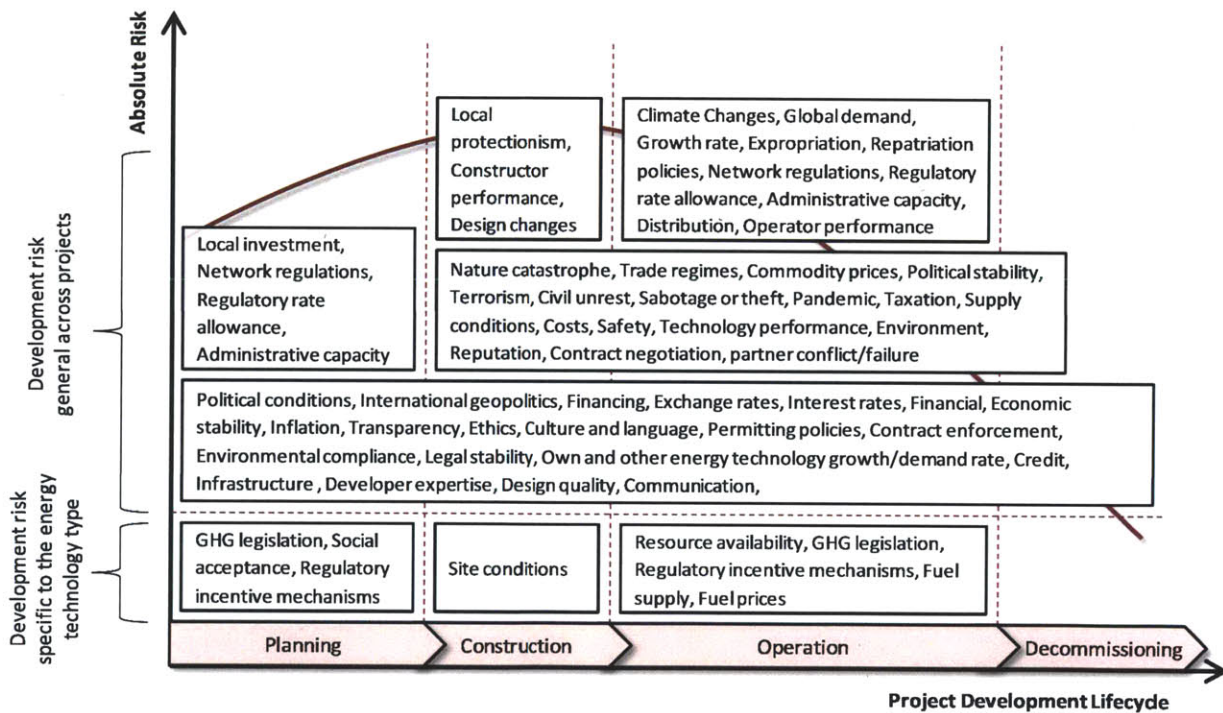 Absolute Risk
Development risk
general across projects
Development risk
specific to the energy
technology type
Local
protectionism,
Constructor
performance,
Design changes
Climate Changes, Global demand,
Growth rate, Expropriation, Repatriation
policies, Network regulations, Regulatory
rate allowance, Administrative capacity,
Distribution, Operator performance
Local investment,
Network regulations,
Regulatory rate
allowance,
Administrative capacity
Nature catastrophe, Trade regimes, Commodity prices, Political stability,
Terrorism, Civil unrest, Sabotage or theft, Pandemic, Taxation, Supply
conditions, Costs, Safety, Technology performance, Environment,
Reputation, Contract negotiation, partner conflict/failure
Political conditions, International geopolitics, Financing, Exchange rates, Interest rates, Financial, Economic
stability, Inflation, Transparency, Ethics, Culture and language, Permitting policies, Contract enforcement,
Environmental compliance, Legal stability, Own and other energy technology growth/demand rate, Credit,
Infrastructure , Developer expertise, Design quality, Communication,
GHG legislation, Social
acceptance, Regulatory
incentive mechanisms
Site conditions
Resource availability, GHG legislation,
Regulatory incentive mechanisms, Fuel
supply, Fuel prices
Planning
Construction
Operation
Decommissioning
Project Development Lifecyde